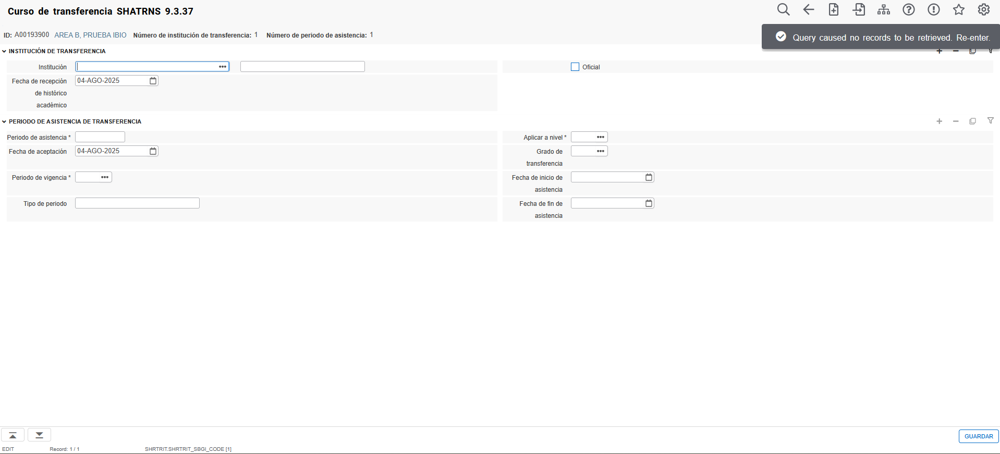 Curso de transferencia SHATRNS 9.3.37
ID: A00193900 AREA B, PRUEBA IBIO Número de institución de transferencia: 1 Número de periodo de asistencia: 1
Query caused no records to be retrieved. Re-enter.
INSTITUCIÓN DE TRANSFERENCIA
Institución
Oficial
Fecha de recepción de histórico académico
04-AGO-2025
PERIODO DE ASISTENCIA DE TRANSFERENCIA
Periodo de asistencia *
Aplicar a nivel *
Fecha de aceptación 04-AGO-2025
Grado de transferencia
Periodo de vigencia *
Fecha de inicio de asistencia
Tipo de periodo
Fecha de fin de asistencia
GUARDAR
EDIT Record: 1 / 1 SHRTRIT.SHRTRIT_SBGI_CODE [1]